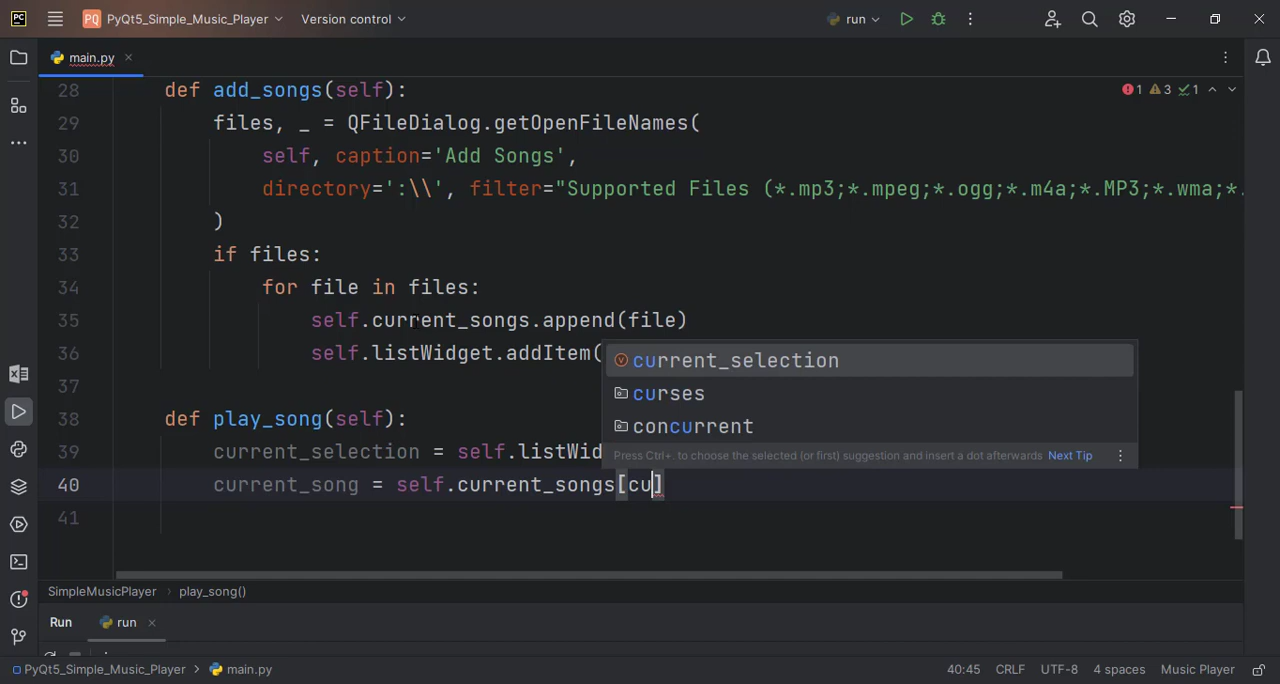 PC PQ PyQt5_Simple_Music_Player Version control run
main.py
28 def add_songs(self): 1 3 1
29 files, _ = QFileDialog.getOpenFileNames(
30 self, caption='Add Songs',
31 directory=':\\', filter="Supported Files (*.mp3;*.mpeg;*.ogg;*.m4a;*.MP3;*.wma;*.
32 )
33 if files:
34 for file in files:
35 self.current_songs.append(file)
36 self.listWidget.addItem(
current_selection
37
curses
38 def play_song(self):
concurrent
39 current_selection = self.listWid
Press Ctrl+. to choose the selected (or first) suggestion and insert a dot afterwards Next Tip
40 current_song = self.current_songs[cu]
41
SimpleMusicPlayer › play_song()
Run run
PyQt5_Simple_Music_Player › main.py 40:45 CRLF UTF-8 4 spaces Music Player